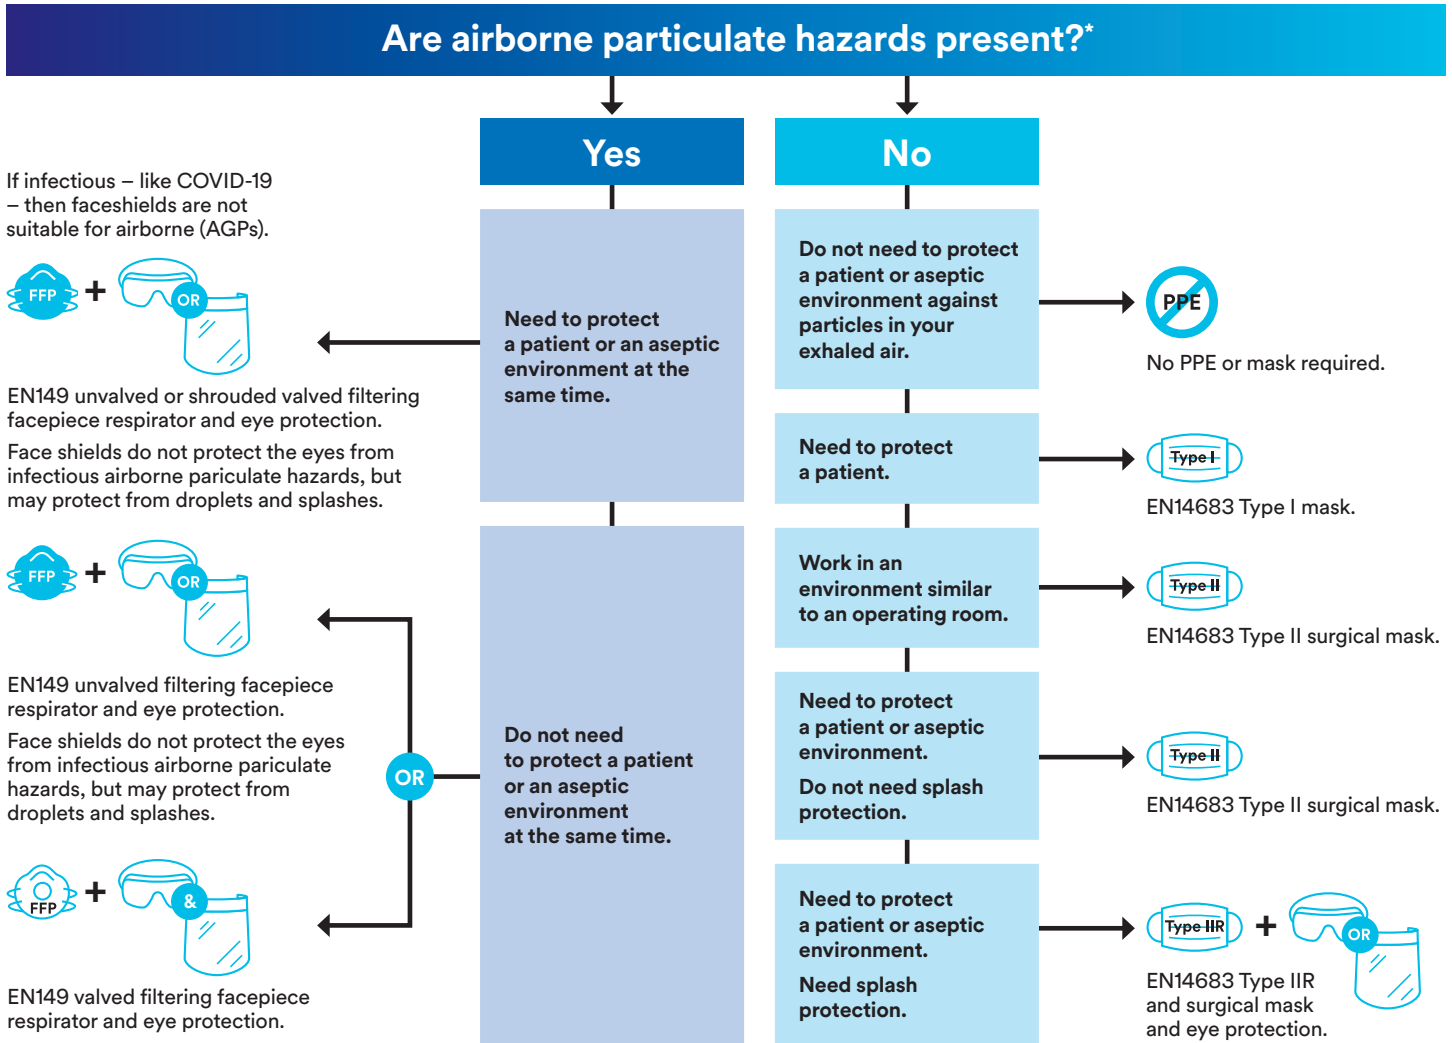 Are airborne particulate hazards present?*
Yes
No
If infectious – like COVID-19
– then faceshields are not
suitable for airborne (AGPs).
FFP
+
OR
EN149 unvalved or shrouded valved filtering
facepiece respirator and eye protection.
Face shields do not protect the eyes from
infectious airborne pariculate hazards, but
may protect from droplets and splashes.
Need to protect
a patient or an aseptic
environment at the
same time.
FFP
+
OR
EN149 unvalved filtering facepiece
respirator and eye protection.
Face shields do not protect the eyes
from infectious airborne pariculate
hazards, but may protect from
droplets and splashes.
OR
FFP
+
&
EN149 valved filtering facepiece
respirator and eye protection.
Do not need
to protect a patient
or an aseptic
environment
at the same time.
Do not need to protect
a patient or aseptic
environment against
particles in your
exhaled air.
PPE
No PPE or mask required.
Need to protect
a patient.
Type I
EN14683 Type I mask.
Work in an
environment similar
to an operating room.
Type II
EN14683 Type II surgical mask.
Need to protect
a patient or aseptic
environment.
Do not need splash
protection.
Type II
EN14683 Type II surgical mask.
Need to protect
a patient or aseptic
environment.
Need splash
protection.
Type IIR
+
OR
EN14683 Type IIR
and surgical mask
and eye protection.